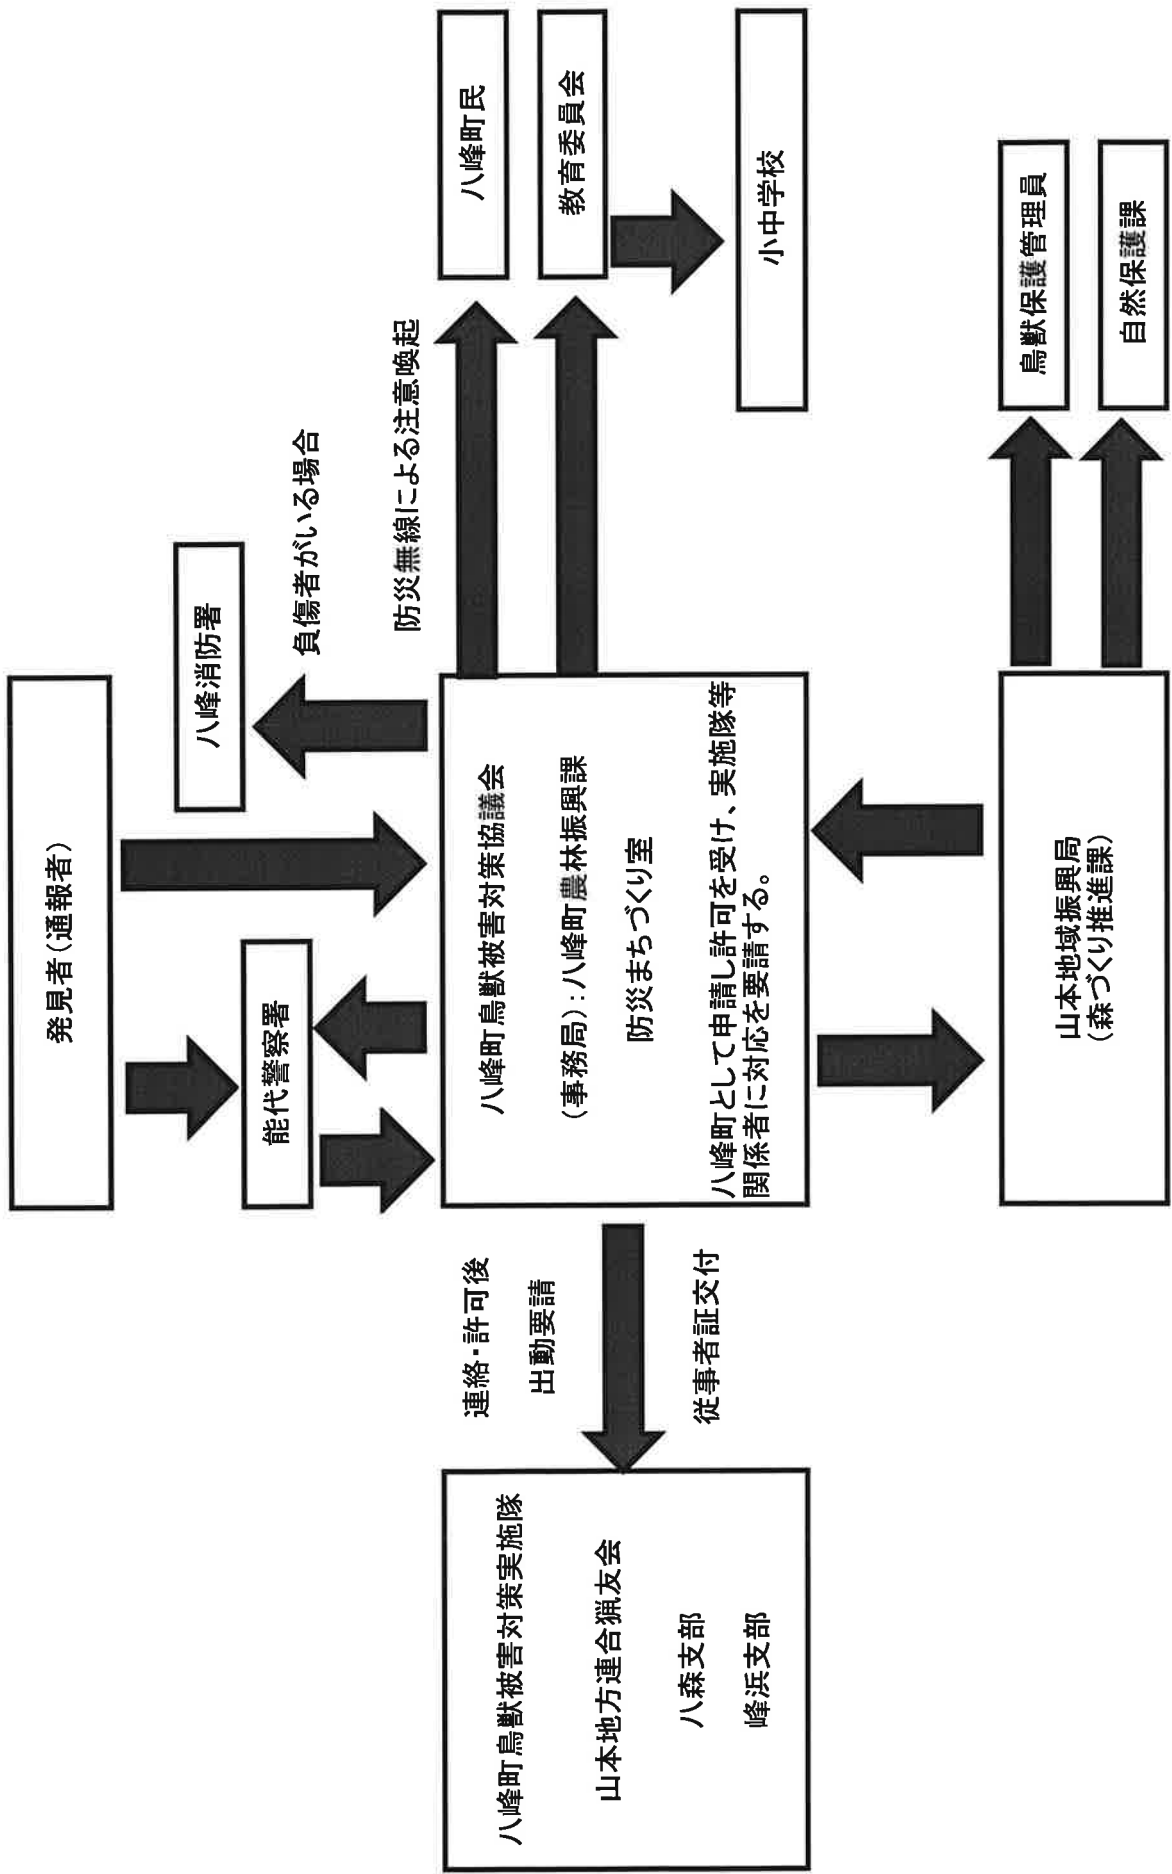 発見者（通報者）
八峰消防署
能代警察署
負傷者がいる場合
防災無線による注意喚起
連絡・許可後
出動要請
従事者証交付
八峰町鳥獣被害対策実施隊
山本地方連合猟友会
八森支部
峰浜支部
八峰町鳥獣被害対策協議会
（事務局）：八峰町農林振興課
防災まちづくり室
八峰町として申請し許可を受け、実施隊等
関係者に対応を要請する。
八峰町民
教育委員会
小中学校
山本地域振興局
（森づくり推進課）
鳥獣保護管理員
自然保護課